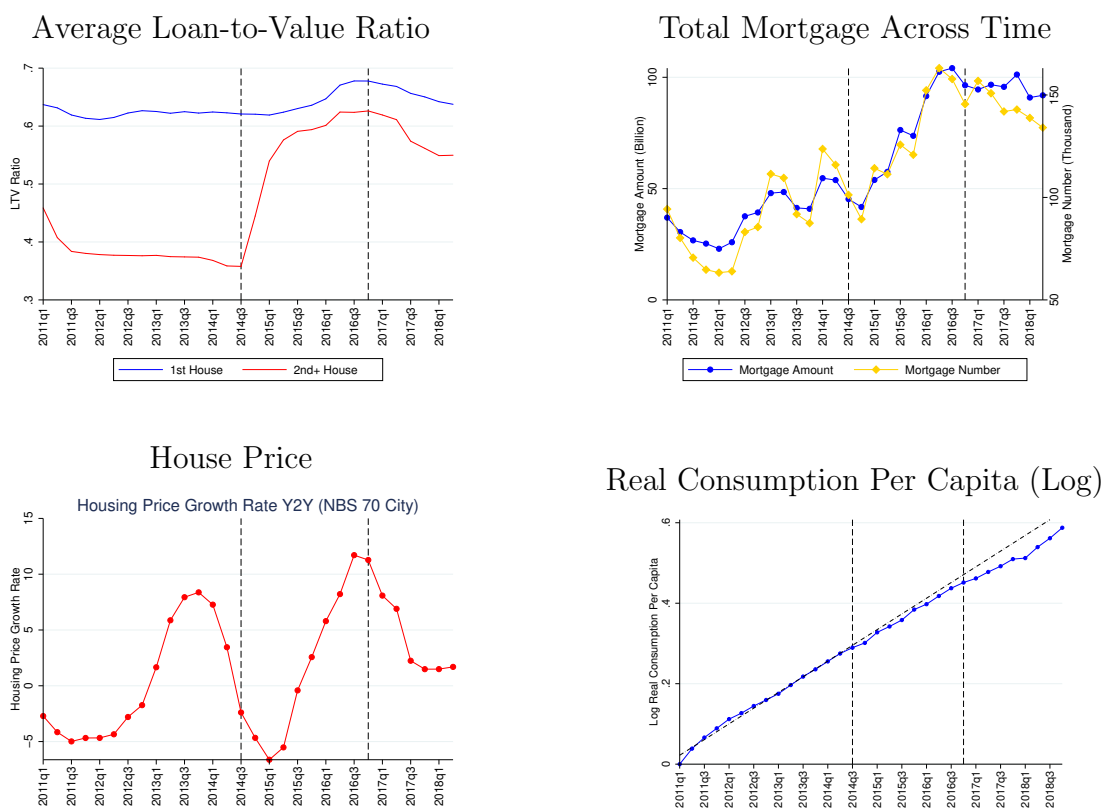 Average Loan-to-Value Ratio
LTV Ratio
.7
.6
.5
.4
.3
2011q1
2011q3
2012q1
2012q3
2013q1
2013q3
2014q1
2014q3
2015q1
2015q3
2016q1
2016q3
2017q1
2017q3
2018q1
1st House
2nd+ House
Total Mortgage Across Time
Mortgage Amount (Billion)
100
50
0
Mortgage Number (Thousand)
150
100
50
2011q1
2011q3
2012q1
2012q3
2013q1
2013q3
2014q1
2014q3
2015q1
2015q3
2016q1
2016q3
2017q1
2017q3
2018q1
Mortgage Amount
Mortgage Number
House Price
Housing Price Growth Rate Y2Y (NBS 70 City)
Housing Price Growth Rate
15
10
5
0
−5
2011q1
2011q3
2012q1
2012q3
2013q1
2013q3
2014q1
2014q3
2015q1
2015q3
2016q1
2016q3
2017q1
2017q3
2018q1
Real Consumption Per Capita (Log)
Log Real Consumption Per Capita
.6
.4
.2
0
2011q1
2011q3
2012q1
2012q3
2013q1
2013q3
2014q1
2014q3
2015q1
2015q3
2016q1
2016q3
2017q1
2017q3
2018q1
2018q3